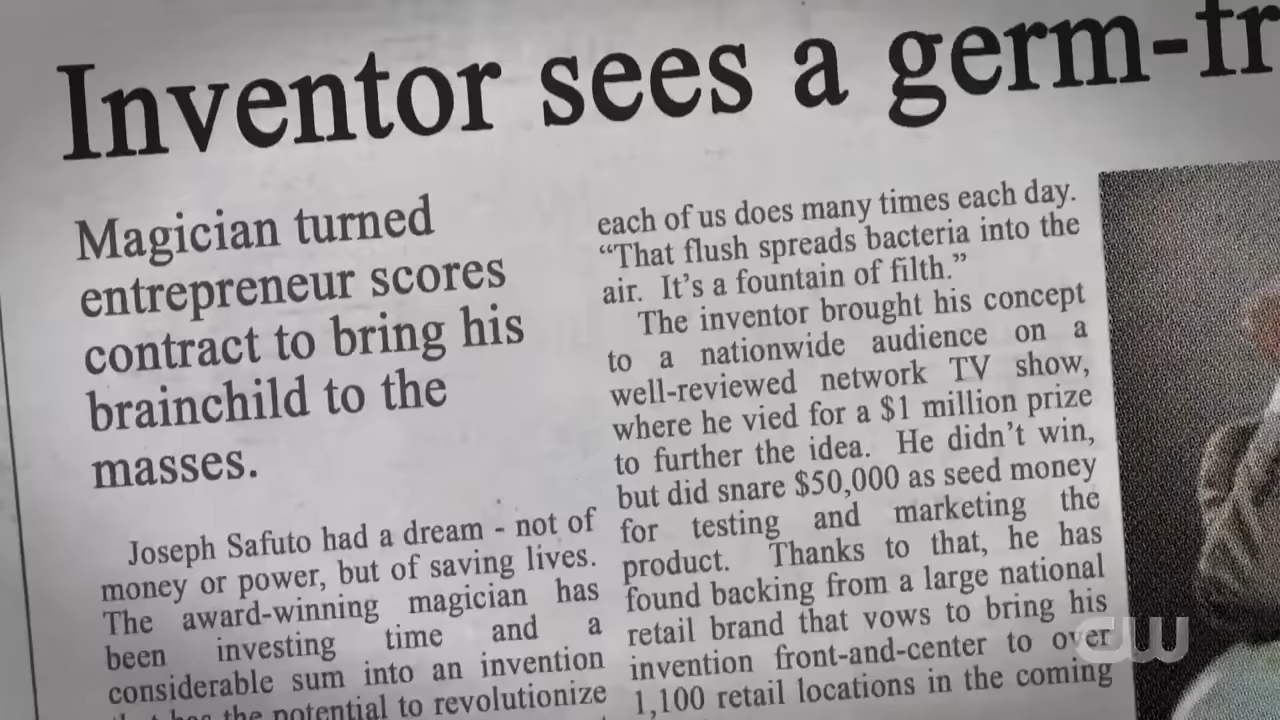 Inventor sees a germ-fr
Magician turned
entrepreneur scores
contract to bring his
brainchild to the
masses.
Joseph Safuto had a dream - not of
money or power, but of saving lives.
The award-winning magician has
been investing time and a
considerable sum into an invention
that has the potential to revolutionize
each of us does many times each day.
“That flush spreads bacteria into the
air. It’s a fountain of filth.”
The inventor brought his concept
to a nationwide audience on a
well-reviewed network TV show,
where he vied for a $1 million prize
to further the idea. He didn’t win,
but did snare $50,000 as seed money
for testing and marketing the
product. Thanks to that, he has
found backing from a large national
retail brand that vows to bring his
invention front-and-center to over
1,100 retail locations in the coming
CW